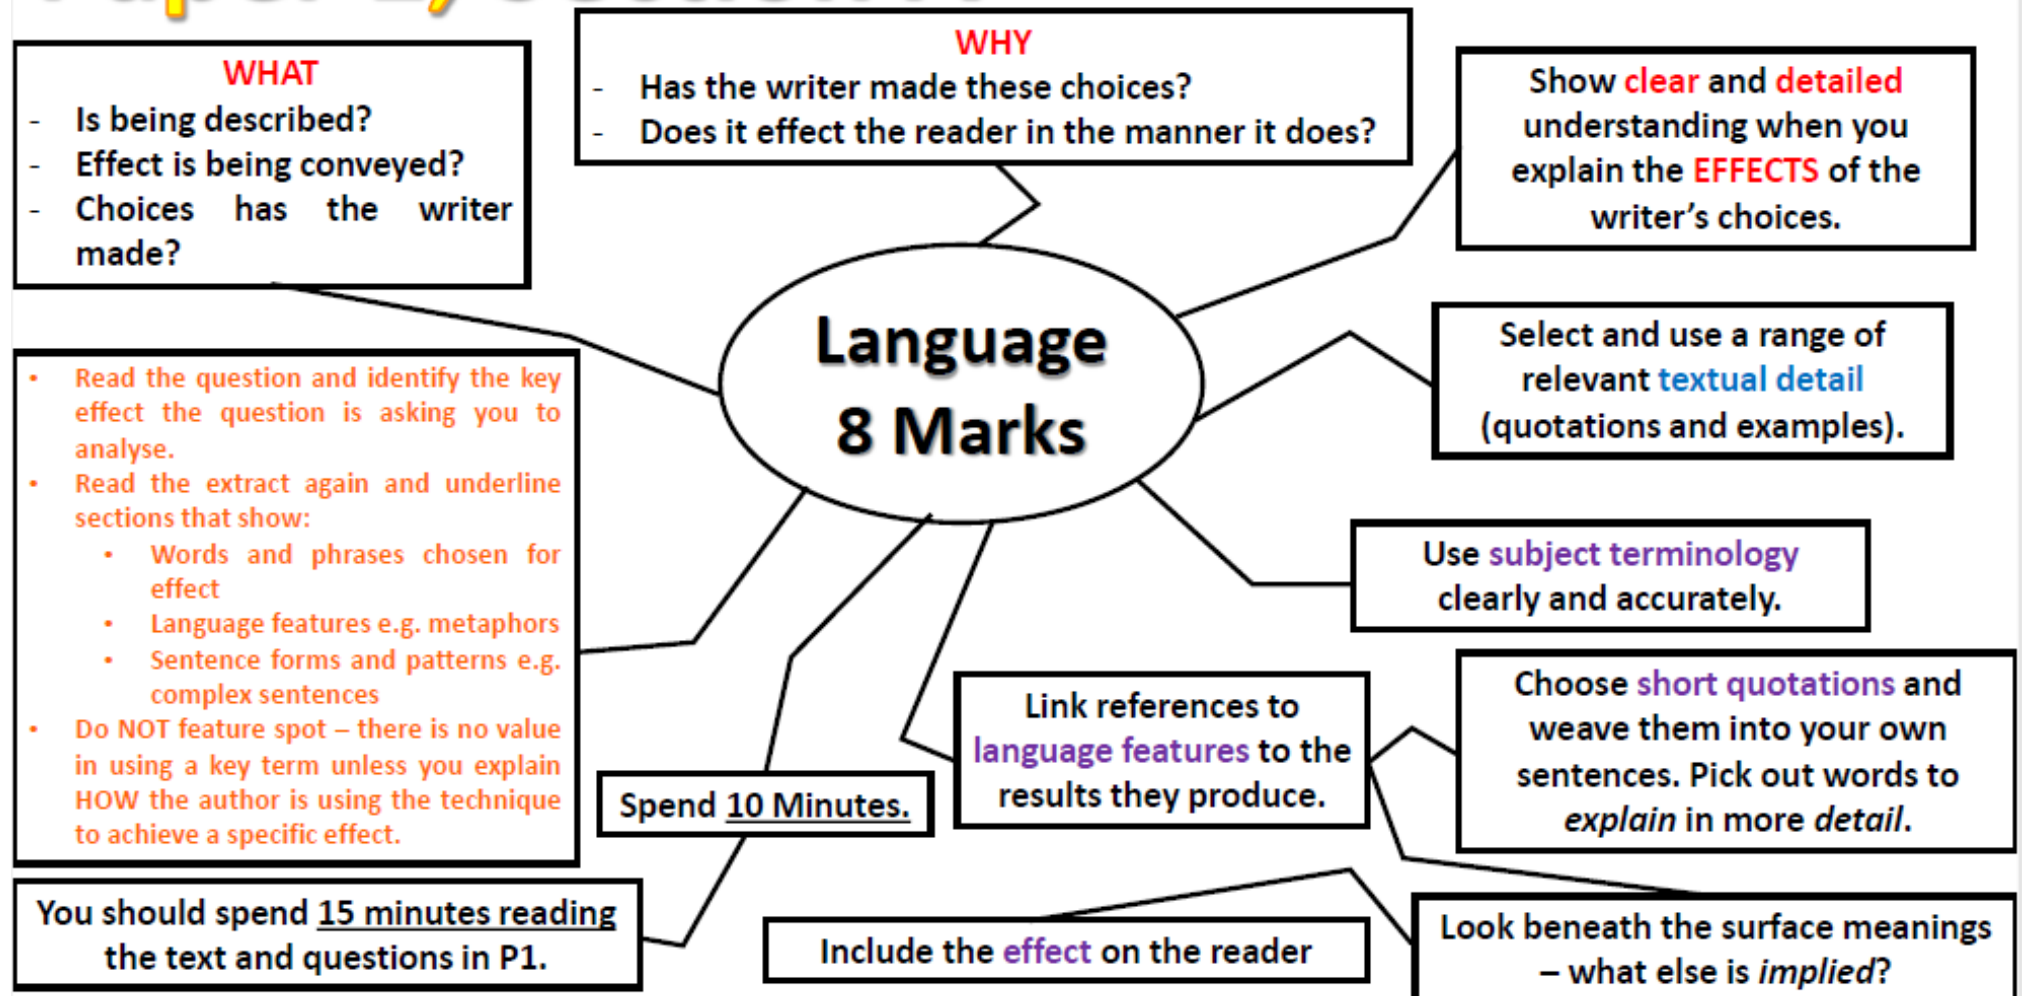 WHAT
- Is being described?
- Effect is being conveyed?
- Choices has the writer
made?
WHY
- Has the writer made these choices?
- Does it effect the reader in the manner it does?
Show clear and detailed
understanding when you
explain the EFFECTS of the
writer's choices.
Language
8 Marks
Select and use a range of
relevant textual detail
(quotations and examples).
• Read the question and identify the key
effect the question is asking you to
analyse.
• Read the extract again and underline
sections that show:
• Words and phrases chosen for
effect
• Language features e.g. metaphors
• Sentence forms and patterns e.g.
complex sentences
• Do NOT feature spot – there is no value
in using a key term unless you explain
HOW the author is using the technique
to achieve a specific effect.
Use subject terminology
clearly and accurately.
Link references to
language features to the
results they produce.
Choose short quotations and
weave them into your own
sentences. Pick out words to
explain in more detail.
Spend 10 Minutes.
You should spend 15 minutes reading
the text and questions in P1.
Include the effect on the reader
Look beneath the surface meanings
– what else is implied?